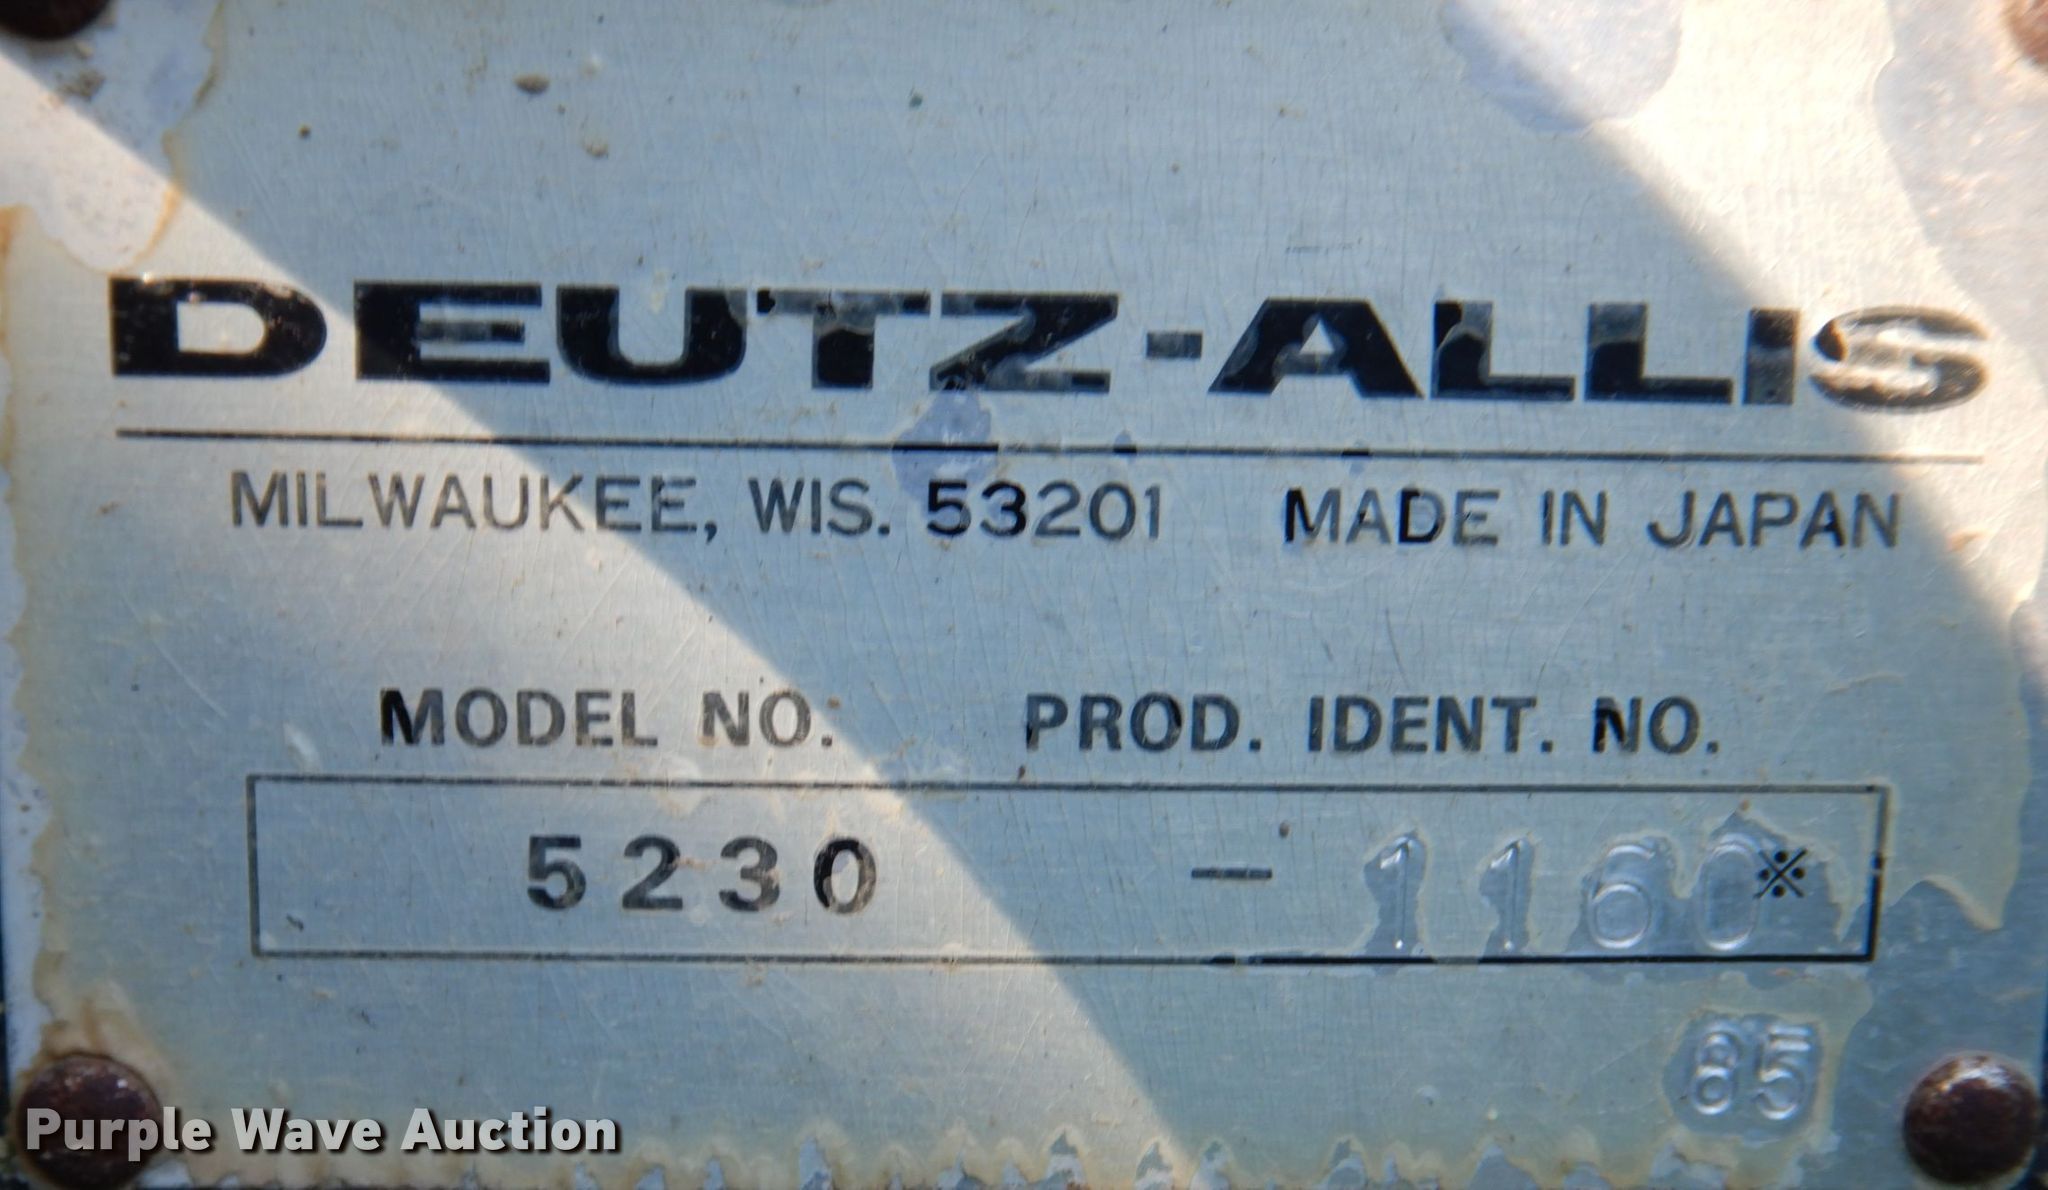 DEUTZ-ALLIS
MILWAUKEE, WIS. 53201 MADE IN JAPAN
MODEL NO. PROD. IDENT. NO.
5230 - 1160※
85
Purple Wave Auction